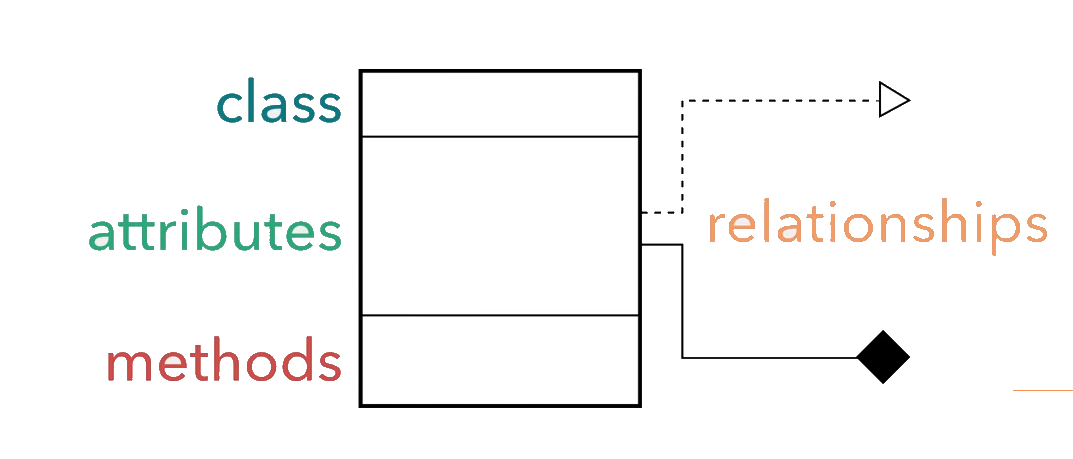 class
attributes
relationships
methods